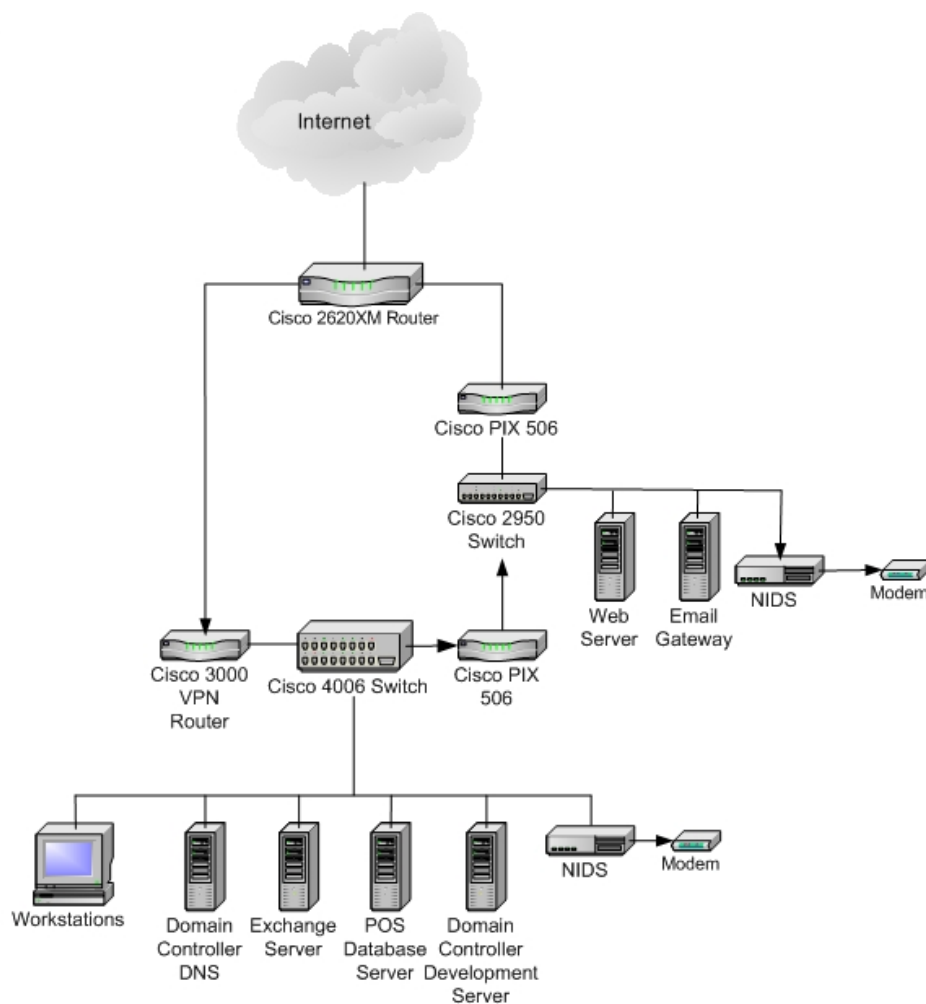 Internet
Cisco 2620XM Router
Cisco PIX 506
Cisco 2950
Switch
Web
Server
Email
Gateway
NIDS
Modem
Cisco 3000
VPN
Router
Cisco 4006 Switch
Cisco PIX
506
Workstations
Domain
Controller
DNS
Exchange
Server
POS
Database
Server
Domain
Controller
Development
Server
NIDS
Modem